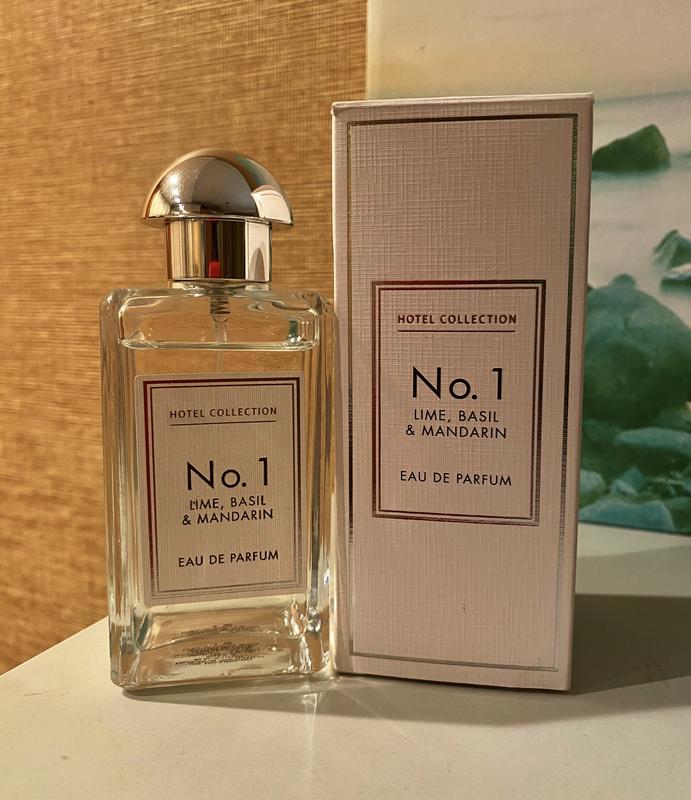 HOTEL COLLECTION
No. 1
LIME, BASIL
& MANDARIN
EAU DE PARFUM
HOTEL COLLECTION
No. 1
LIME, BASIL
& MANDARIN
EAU DE PARFUM